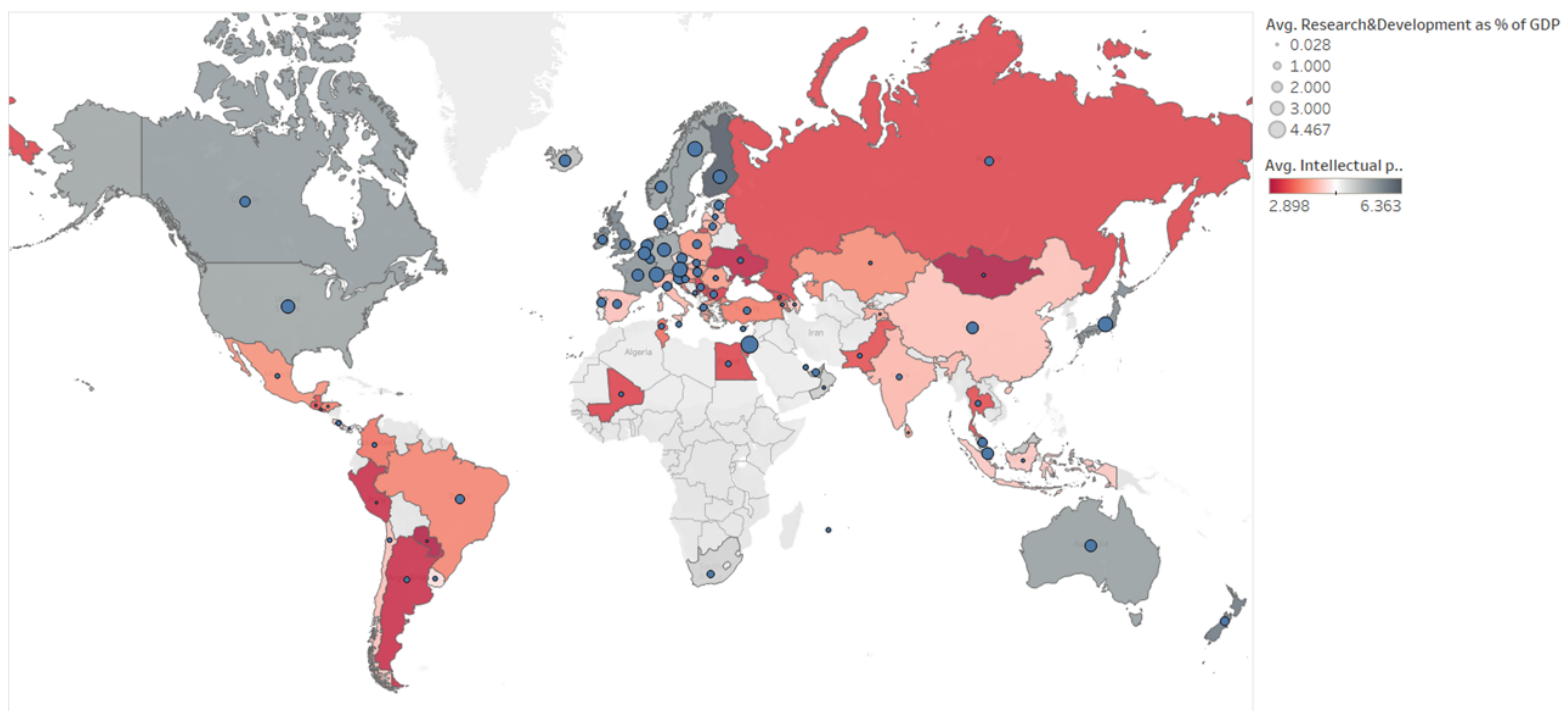 Avg. Research&Development as % of GDP
0.028
1.000
2.000
3.000
4.467
Avg. Intellectual p..
2.898 6.363
Iran
Algeria